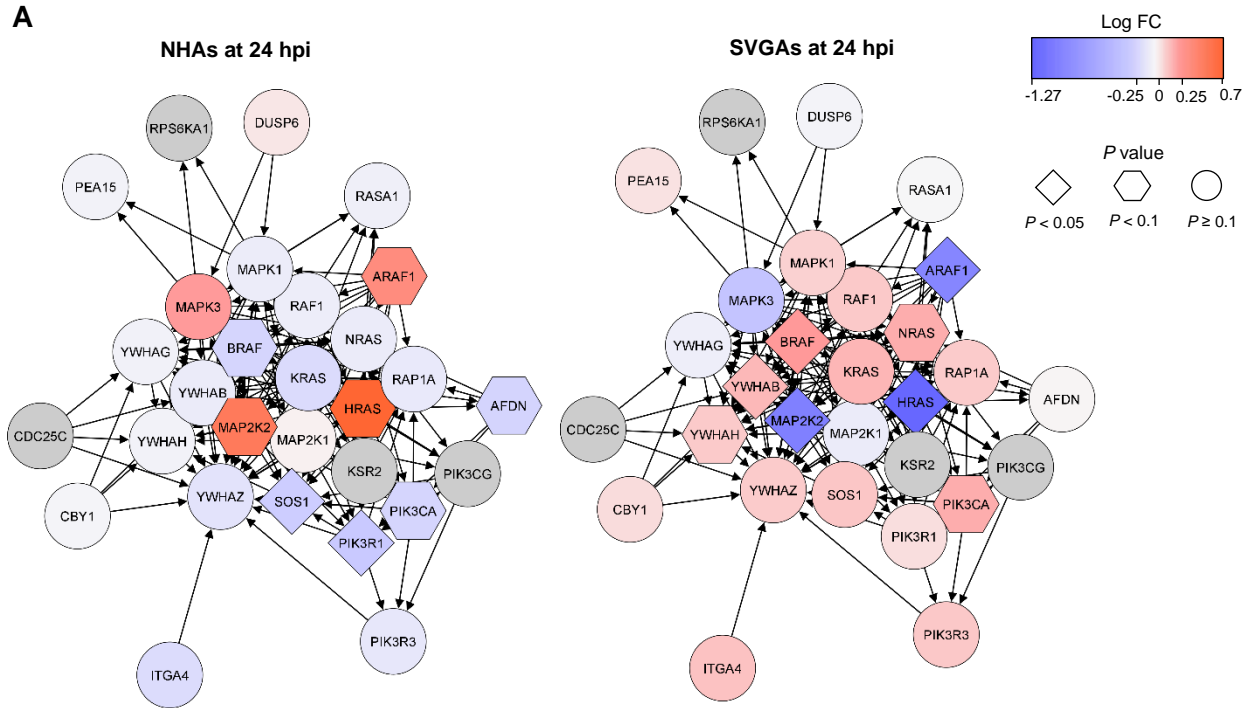 A
NHAs at 24 hpi
SVGAs at 24 hpi
Log FC
-1.27
-0.25
0
0.25
0.7
P value
P < 0.05
P < 0.1
P ≥ 0.1
RPS6KA1
DUSP6
PEA15
RASA1
MAPK1
ARAF1
MAPK3
RAF1
BRAF
NRAS
YWHAG
KRAS
RAP1A
YWHAB
HRAS
AFDN
MAP2K2
CDC25C
YWHAH
MAP2K1
KSR2
PIK3CG
YWHAZ
SOS1
PIK3CA
CBY1
PIK3R1
PIK3R3
ITGA4
RPS6KA1
DUSP6
PEA15
RASA1
MAPK1
ARAF1
MAPK3
RAF1
BRAF
NRAS
YWHAG
KRAS
RAP1A
YWHAB
HRAS
AFDN
MAP2K2
CDC25C
YWHAH
MAP2K1
KSR2
PIK3CG
YWHAZ
SOS1
PIK3CA
CBY1
PIK3R1
PIK3R3
ITGA4